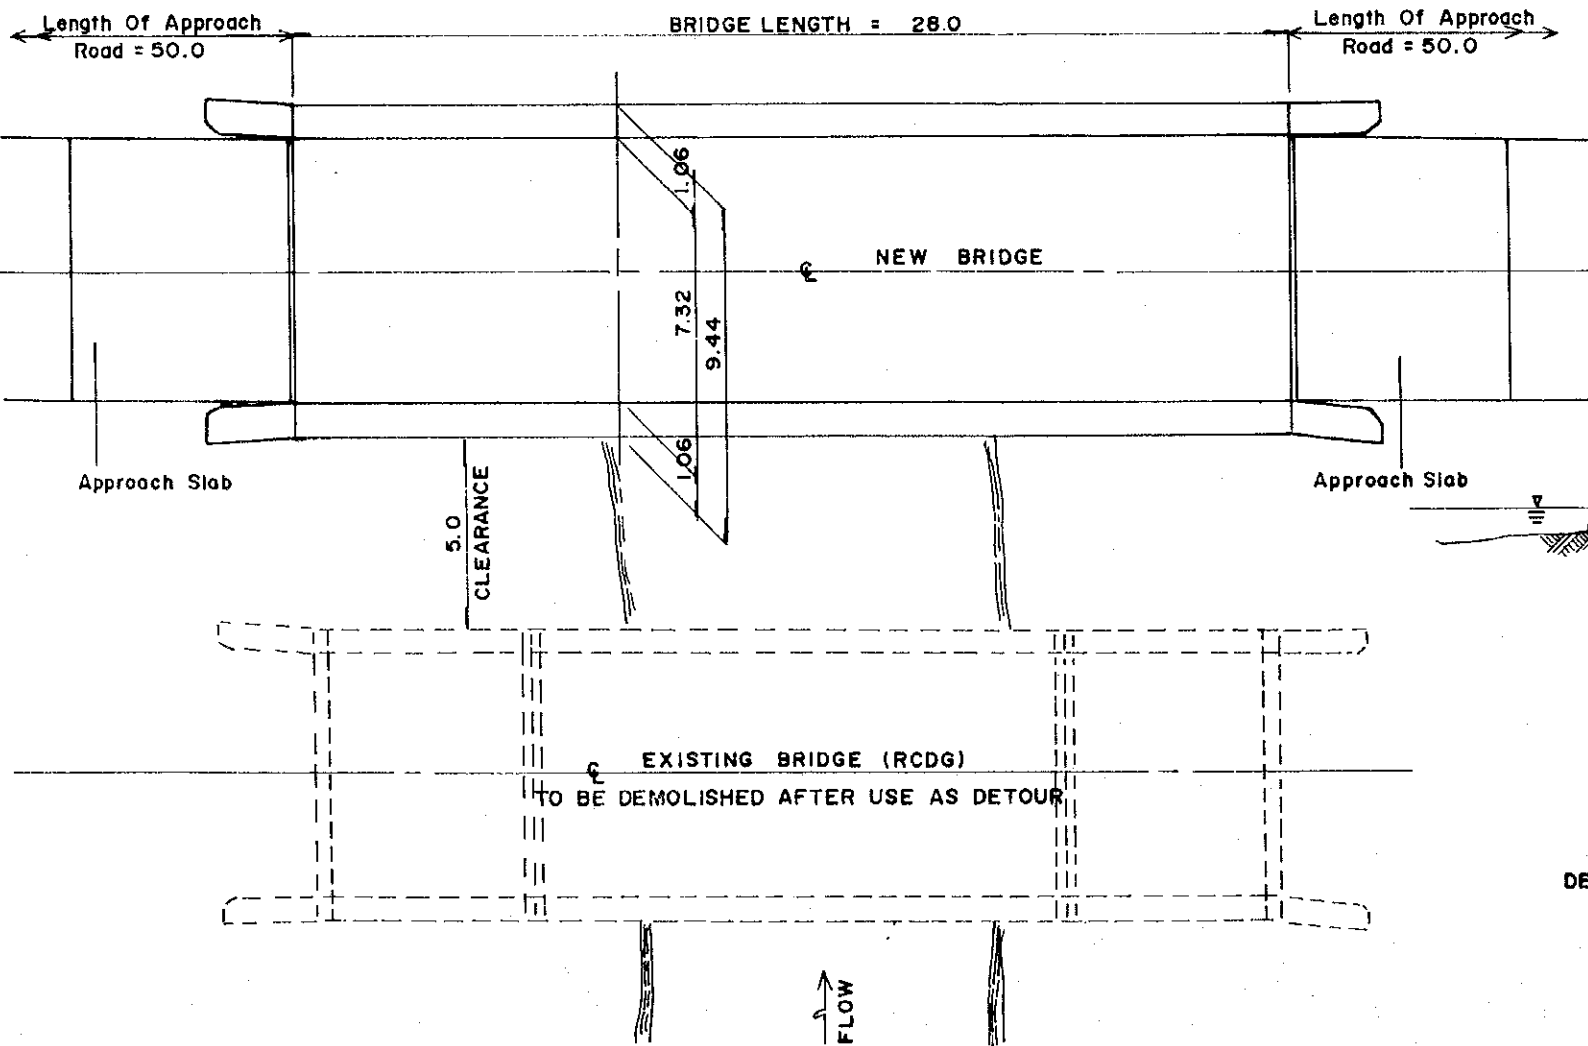 Length Of Approach
Road = 50.0
BRIDGE LENGTH = 28.0
Length Of Approach
Road = 50.0
1.06
NEW BRIDGE
℄
7.32
9.44
1.06
Approach Slab
Approach Slab
5.0
CLEARANCE
EXISTING BRIDGE (RCDG)
℄
TO BE DEMOLISHED AFTER USE AS DETOUR
DE
FLOW